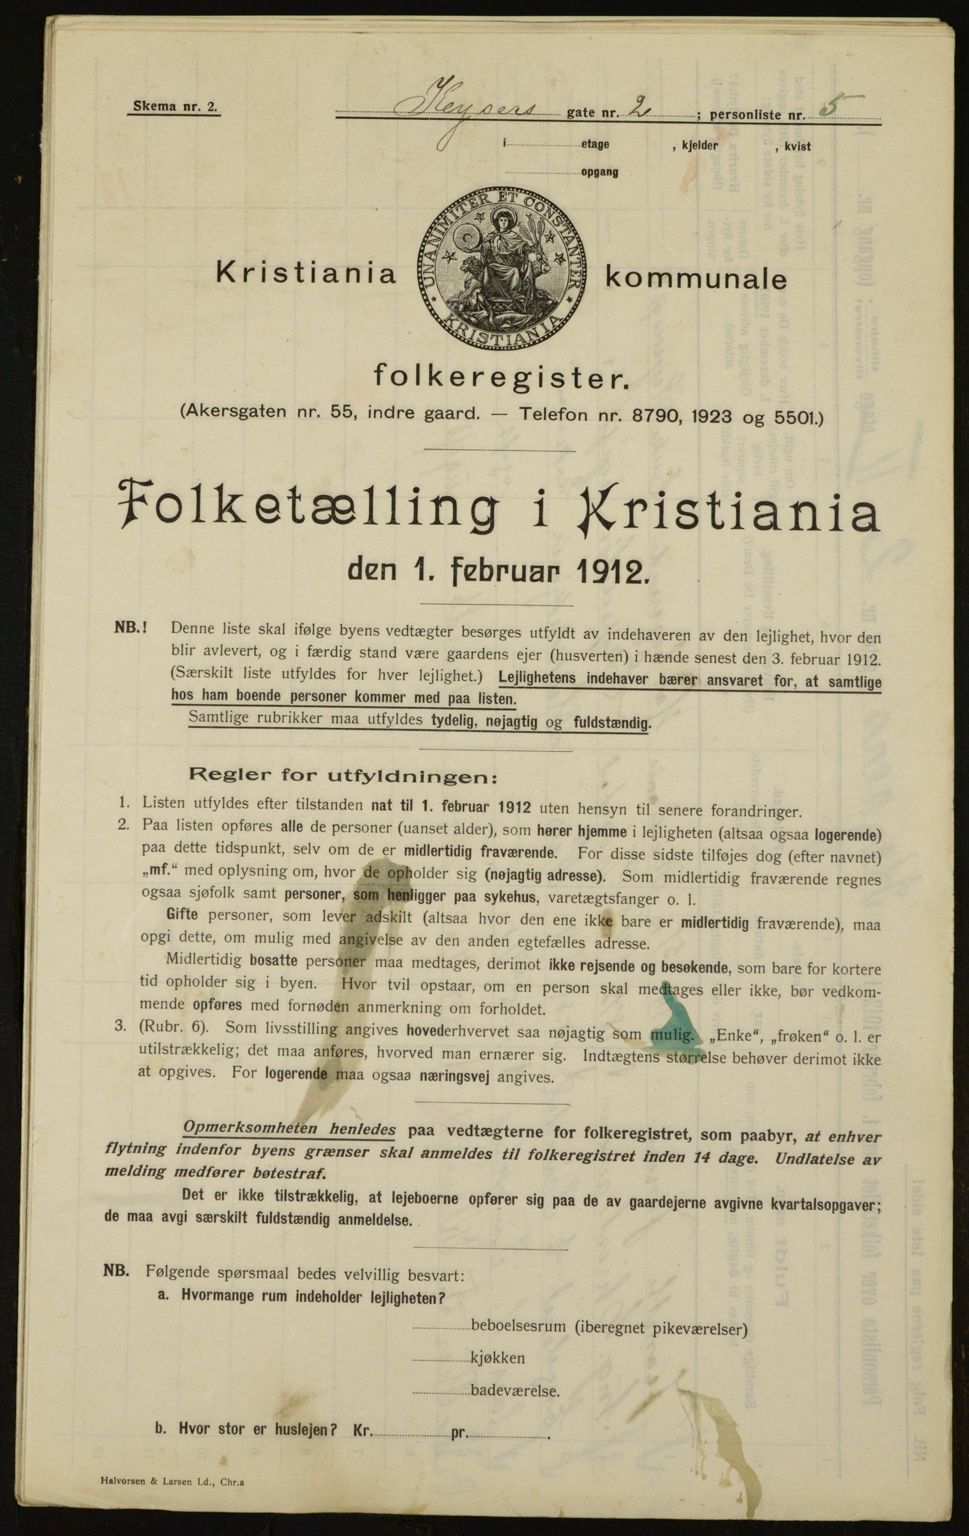 Skema nr. 2.
Keysers gate nr. 2 ; personliste nr. 5
i etage , kjelder , kvist
opgang
UNANIMITER ET CONSTANTER
KRISTIANIA
Kristiania kommunale
folkeregister.
(Akersgaten nr. 55, indre gaard. — Telefon nr. 8790, 1923 og 5501.)
Folketælling i Kristiania
den 1. februar 1912.
NB.! Denne liste skal ifølge byens vedtægter besørges utfyldt av indehaveren av den lejlighet, hvor den
blir avlevert, og i færdig stand være gaardens ejer (husverten) i hænde senest den 3. februar 1912.
(Særskilt liste utfyldes for hver lejlighet.) Lejlighetens indehaver bærer ansvaret for, at samtlige
hos ham boende personer kommer med paa listen.
Samtlige rubrikker maa utfyldes tydelig, nøjagtig og fuldstændig.
Regler for utfyldningen:
1. Listen utfyldes efter tilstanden nat til 1. februar 1912 uten hensyn til senere forandringer.
2. Paa listen opføres alle de personer (uanset alder), som hører hjemme i lejligheten (altsaa ogsaa logerende)
paa dette tidspunkt, selv om de er midlertidig fraværende. For disse sidste tilføjes dog (efter navnet)
„mf.“ med oplysning om, hvor de opholder sig (nøjagtig adresse). Som midlertidig fraværende regnes
ogsaa sjøfolk samt personer, som henligger paa sykehus, varetægtsfanger o. l.
Gifte personer, som lever adskilt (altsaa hvor den ene ikke bare er midlertidig fraværende), maa
opgi dette, om mulig med angivelse av den anden egtefælles adresse.
Midlertidig bosatte personer maa medtages, derimot ikke rejsende og besøkende, som bare for kortere
tid opholder sig i byen. Hvor tvil opstaar, om en person skal medtages eller ikke, bør vedkom-
mende opføres med fornøden anmerkning om forholdet.
3. (Rubr. 6). Som livsstilling angives hovederhvervet saa nøjagtig som mulig. „Enke“, „frøken“ o. l. er
utilstrækkelig; det maa anføres, hvorved man ernærer sig. Indtægtens størrelse behøver derimot ikke
at opgives. For logerende maa ogsaa næringsvej angives.
Opmerksomheten henledes paa vedtægterne for folkeregistret, som paabyr, at enhver
flytning indenfor byens grænser skal anmeldes til folkeregistret inden 14 dage. Undlatelse av
melding medfører bøtestraf.
Det er ikke tilstrækkelig, at lejeboerne opfører sig paa de av gaardejerne avgivne kvartalsopgaver;
de maa avgi særskilt fuldstændig anmeldelse.
NB. Følgende spørsmaal bedes velvillig besvart:
a. Hvormange rum indeholder lejligheten?
beboelsesrum (iberegnet pikeværelser)
kjøkken
badeværelse.
b. Hvor stor er huslejen? Kr. pr. .
Halvorsen & Larsen Ld., Chr.a